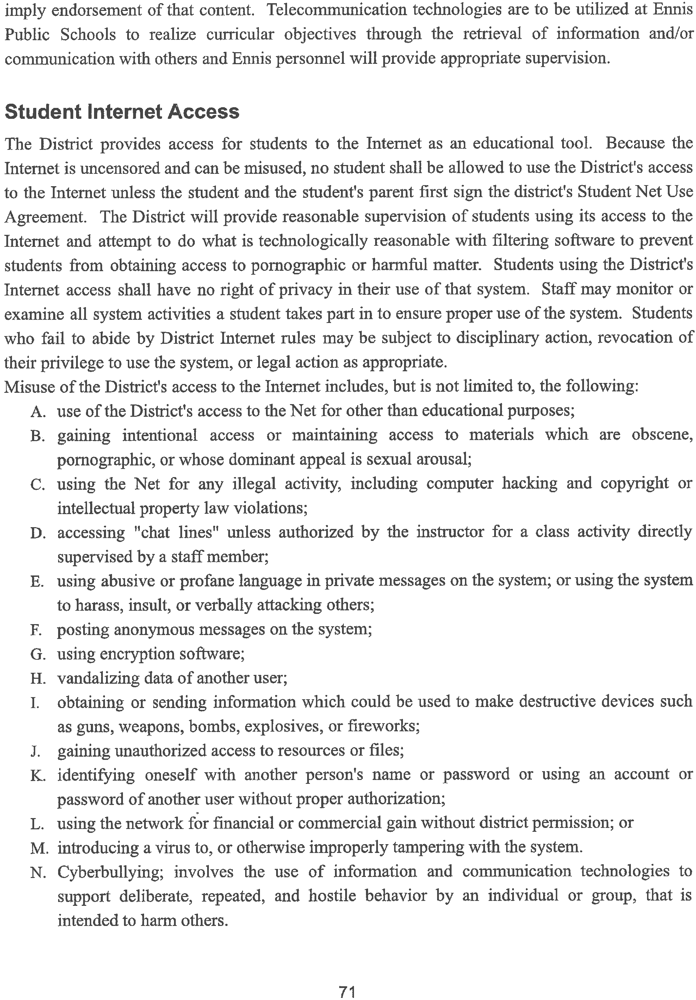 imply endorsement of that content. Telecommunication technologies are to be utilized at Ennis
Public Schools to realize curricular objectives through the retrieval of information and/or
communication with others and Ennis personnel will provide appropriate supervision.
Student Internet Access
The District provides access for students to the Internet as an educational tool. Because the
Internet is uncensored and can be misused, no student shall be allowed to use the District's access
to the Internet unless the student and the student's parent first sign the district's Student Net Use
Agreement. The District will provide reasonable supervision of students using its access to the
Internet and attempt to do what is technologically reasonable with filtering software to prevent
students from obtaining access to pornographic or harmful matter. Students using the District's
Internet access shall have no right of privacy in their use of that system. Staff may monitor or
examine all system activities a student takes part in to ensure proper use of the system. Students
who fail to abide by District Internet rules may be subject to disciplinary action, revocation of
their privilege to use the system, or legal action as appropriate.
Misuse of the District's access to the Internet includes, but is not limited to, the following:
A. use of the District's access to the Net for other than educational purposes;
B. gaining intentional access or maintaining access to materials which are obscene,
pornographic, or whose dominant appeal is sexual arousal;
C. using the Net for any illegal activity, including computer hacking and copyright or
intellectual property law violations;
D. accessing "chat lines" unless authorized by the instructor for a class activity directly
supervised by a staff member;
E. using abusive or profane language in private messages on the system; or using the system
to harass, insult, or verbally attacking others;
F. posting anonymous messages on the system;
G. using encryption software;
H. vandalizing data of another user;
I. obtaining or sending information which could be used to make destructive devices such
as guns, weapons, bombs, explosives, or fireworks;
J. gaining unauthorized access to resources or files;
K. identifying oneself with another person's name or password or using an account or
password of another user without proper authorization;
L. using the network for financial or commercial gain without district permission; or
M. introducing a virus to, or otherwise improperly tampering with the system.
N. Cyberbullying; involves the use of information and communication technologies to
support deliberate, repeated, and hostile behavior by an individual or group, that is
intended to harm others.
71